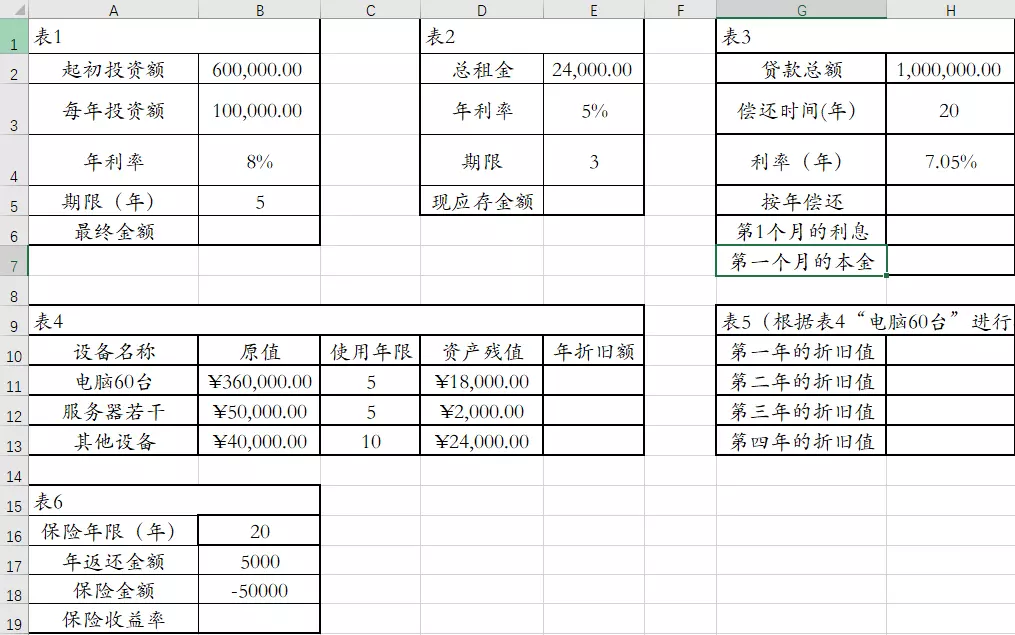 A B C D E F G H
1 表1 表2 表3
2 起初投资额 600,000.00 总租金 24,000.00 贷款总额 1,000,000.00
3 每年投资额 100,000.00 年利率 5% 偿还时间(年) 20
4 年利率 8% 期限 3 利率（年） 7.05%
5 期限（年） 5 现应存金额 按年偿还
6 最终金额 第1个月的利息
7 第一个月的本金
8
9 表4 表5（根据表4“电脑60台”进行
10 设备名称 原值 使用年限 资产残值 年折旧额 第一年的折旧值
11 电脑60台 ¥360,000.00 5 ¥18,000.00 第二年的折旧值
12 服务器若干 ¥50,000.00 5 ¥2,000.00 第三年的折旧值
13 其他设备 ¥40,000.00 10 ¥24,000.00 第四年的折旧值
14
15 表6
16 保险年限（年） 20
17 年返还金额 5000
18 保险金额 -50000
19 保险收益率